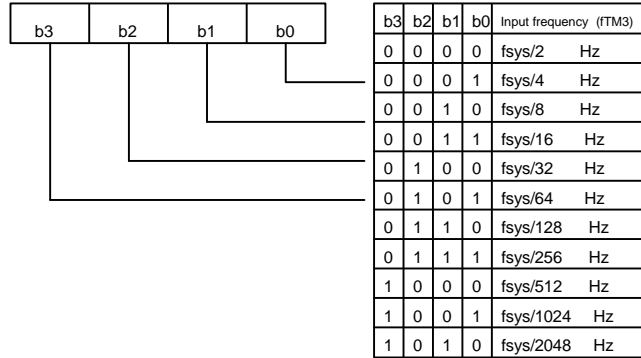 b3 b2 b1 b0
b3 b2 b1 b0 Input frequency (fTM3)
0 0 0 0 fsys/2 Hz
0 0 0 1 fsys/4 Hz
0 0 1 0 fsys/8 Hz
0 0 1 1 fsys/16 Hz
0 1 0 0 fsys/32 Hz
0 1 0 1 fsys/64 Hz
0 1 1 0 fsys/128 Hz
0 1 1 1 fsys/256 Hz
1 0 0 0 fsys/512 Hz
1 0 0 1 fsys/1024 Hz
1 0 1 0 fsys/2048 Hz